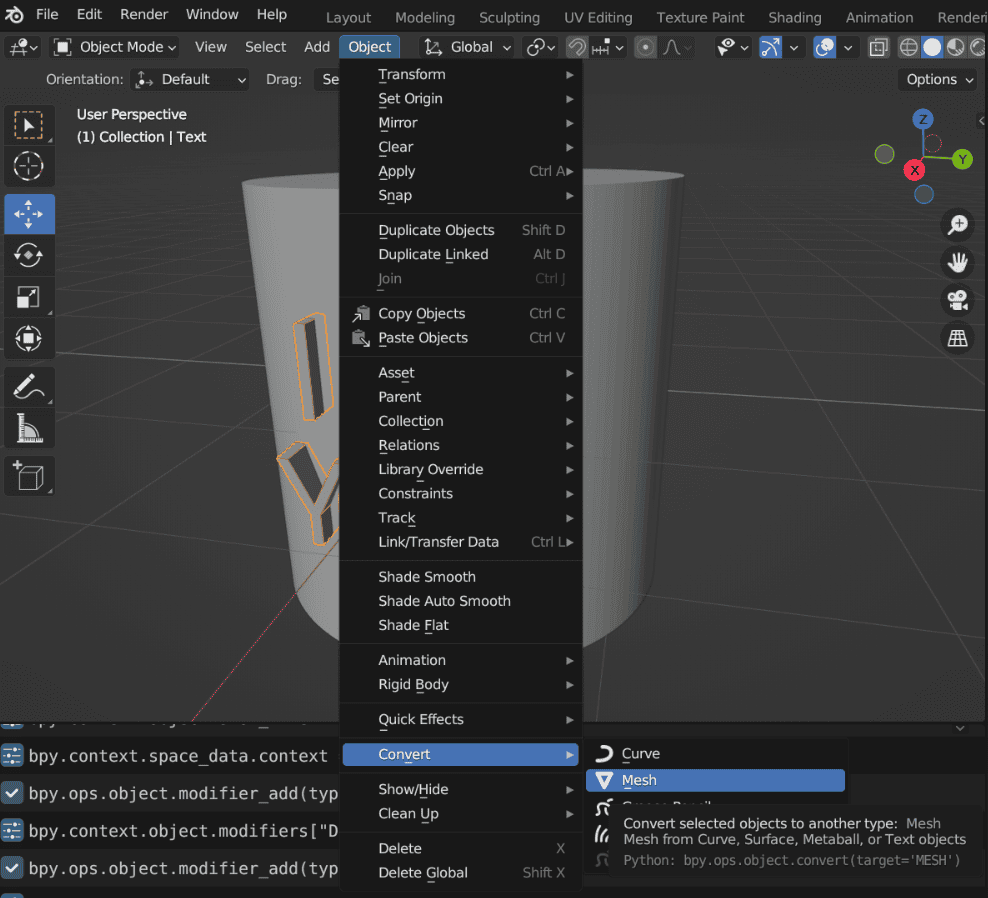 File Edit Render Window Help Layout Modeling Sculpting UV Editing Texture Paint Shading Animation
Object Mode View Select Add Object Global
Orientation: Default Drag: Options
User Perspective
(1) Collection | Text
Z
Y
X
Transform
Set Origin
Mirror
Clear
Apply Ctrl A
Snap
Duplicate Objects Shift D
Duplicate Linked Alt D
Join Ctrl J
Copy Objects Ctrl C
Paste Objects Ctrl V
Asset
Parent
Collection
Relations
Library Override
Constraints
Track
Link/Transfer Data Ctrl L
Shade Smooth
Shade Auto Smooth
Shade Flat
Animation
Rigid Body
Quick Effects
Convert
Show/Hide
Clean Up
Delete X
Delete Global Shift X
Curve
Mesh
Convert selected objects to another type: Mesh
Mesh from Curve, Surface, Metaball, or Text objects
Python: bpy.ops.object.convert(target='MESH')
I
Y
bpy.context.space_data.context
bpy.ops.object.modifier_add(typ
bpy.context.object.modifiers["D
bpy.ops.object.modifier_add(typ